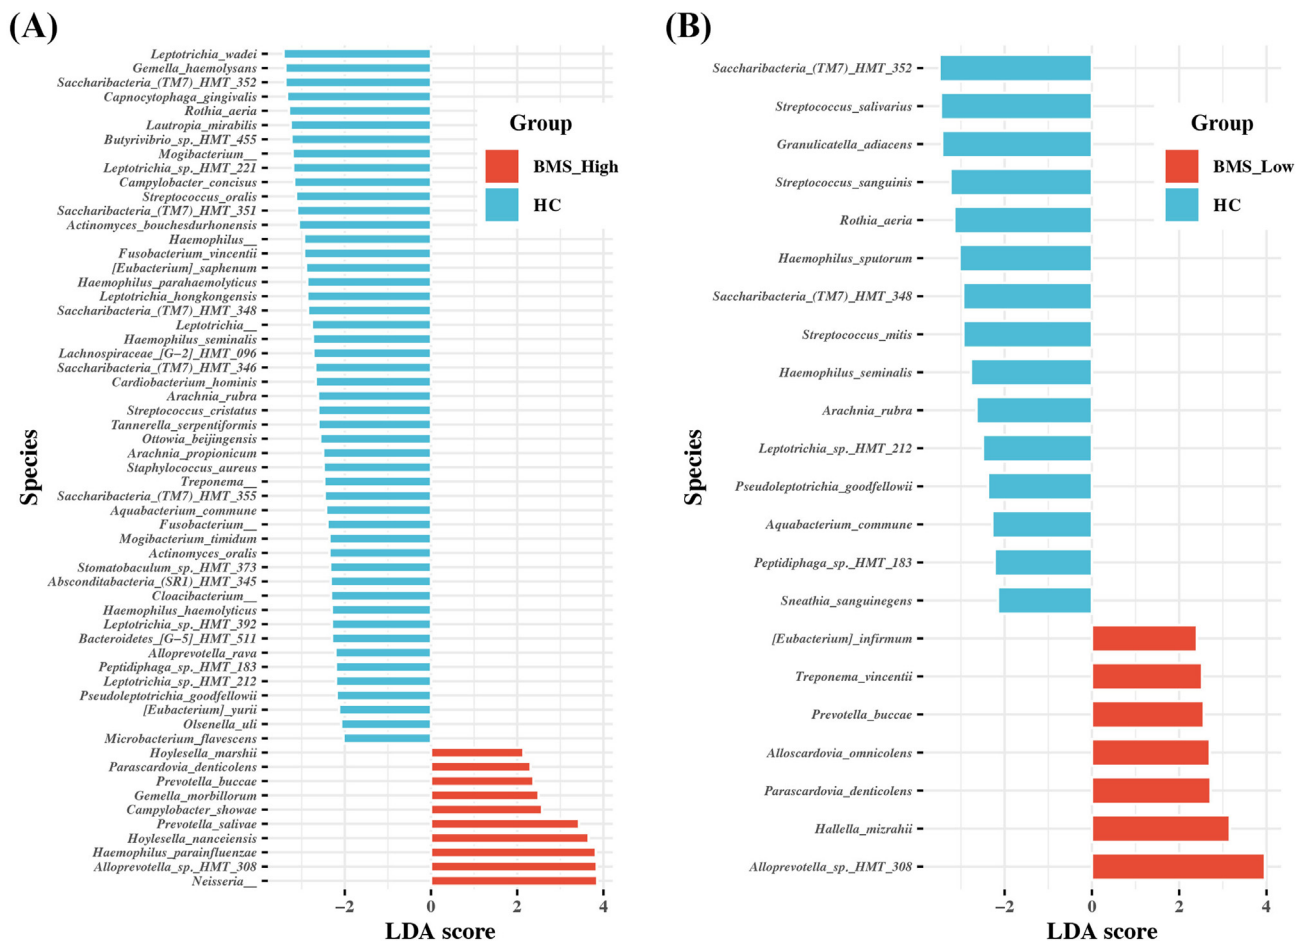 (A)
Leptotrichia_wadei
Gemella_haemolysans
Saccharibacteria_(TM7)_HMT_352
Capnocytophaga_gingivalis
Rothia_aeria
Lautropia_mirabilis
Butyrivibrio_sp._HMT_455
Mogibacterium__
Leptotrichia_sp._HMT_221
Campylobacter_concisus
Streptococcus_oralis
Saccharibacteria_(TM7)_HMT_351
Actinomyces_bouchesdurhonensis
Haemophilus__
Fusobacterium_vincentii
[Eubacterium]_saphenum
Haemophilus_parahaemolyticus
Leptotrichia_hongkongensis
Saccharibacteria_(TM7)_HMT_348
Leptotrichia__
Haemophilus_seminalis
Lachnospiraceae_[G−2]_HMT_096
Saccharibacteria_(TM7)_HMT_346
Cardiobacterium_hominis
Arachnia_rubra
Streptococcus_cristatus
Tannerella_serpentiformis
Ottowia_beijingensis
Arachnia_propionicum
Staphylococcus_aureus
Treponema__
Saccharibacteria_(TM7)_HMT_355
Aquabacterium_commune
Fusobacterium__
Mogibacterium_timidum
Actinomyces_oralis
Stomatobaculum_sp._HMT_373
Absconditabacteria_(SR1)_HMT_345
Cloacibacterium__
Haemophilus_haemolyticus
Leptotrichia_sp._HMT_392
Bacteroidetes_[G−5]_HMT_511
Alloprevotella_rava
Peptidiphaga_sp._HMT_183
Leptotrichia_sp._HMT_212
Pseudoleptotrichia_goodfellowii
[Eubacterium]_yurii
Olsenella_uli
Microbacterium_flavescens
Hoylesella_marshii
Parascardovia_denticolens
Prevotella_buccae
Gemella_morbillorum
Campylobacter_showae
Prevotella_salivae
Hoylesella_nanceiensis
Haemophilus_parainfluenzae
Alloprevotella_sp._HMT_308
Neisseria__
Species
−2 0 2 4
LDA score
Group
BMS_High
HC
(B)
Saccharibacteria_(TM7)_HMT_352
Streptococcus_salivarius
Granulicatella_adiacens
Streptococcus_sanguinis
Rothia_aeria
Haemophilus_sputorum
Saccharibacteria_(TM7)_HMT_348
Streptococcus_mitis
Haemophilus_seminalis
Arachnia_rubra
Leptotrichia_sp._HMT_212
Pseudoleptotrichia_goodfellowii
Aquabacterium_commune
Peptidiphaga_sp._HMT_183
Sneathia_sanguinegens
[Eubacterium]_infirmum
Treponema_vincentii
Prevotella_buccae
Alloscardovia_omnicolens
Parascardovia_denticolens
Hallella_mizrahii
Alloprevotella_sp._HMT_308
Species
−2 0 2 4
LDA score
Group
BMS_Low
HC